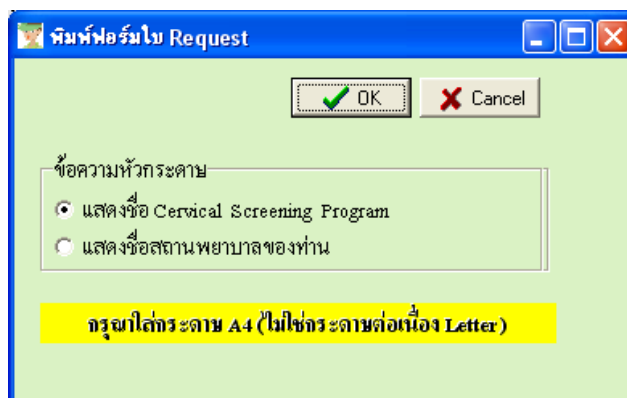 พิมพ์ฟอร์มใบ Request
OK
Cancel
ข้อความหัวกระดาษ
แสดงชื่อ Cervical Screening Program
แสดงชื่อสถานพยาบาลของท่าน
กรุณาใส่กระดาษ A4 (ไม่ใช่กระดาษต่อเนื่อง Letter)